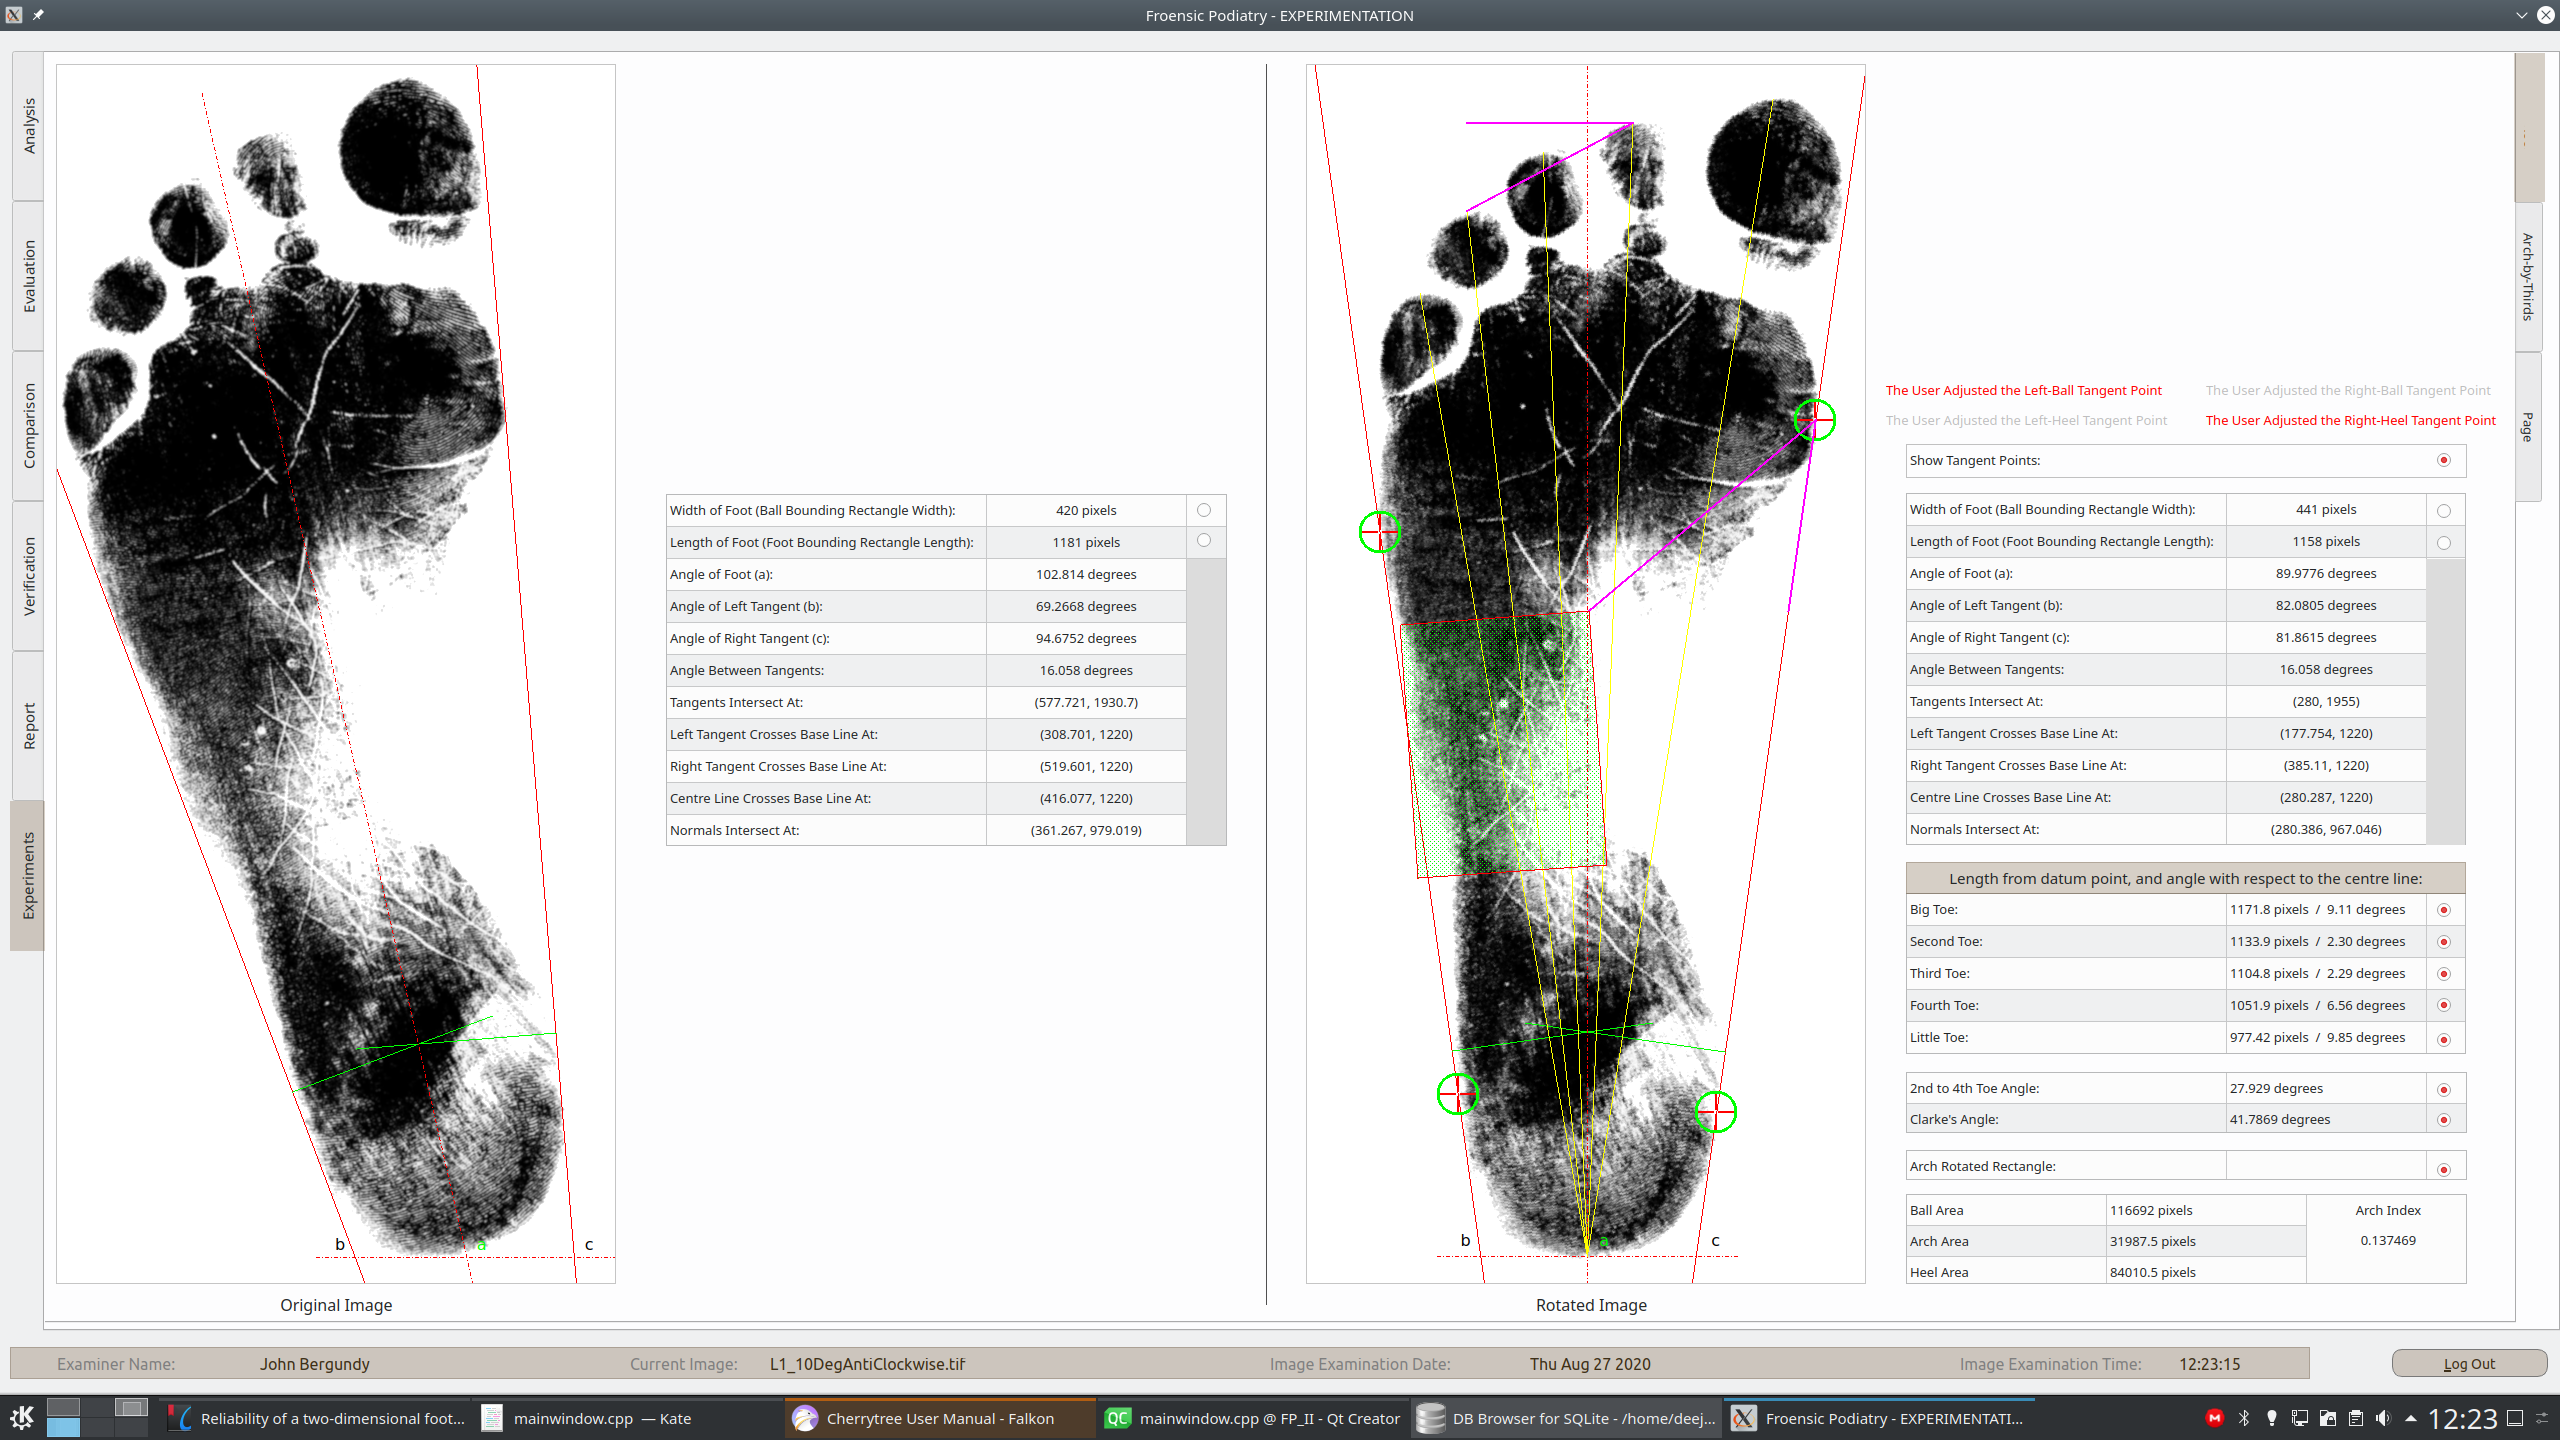 Froensic Podiatry - EXPERIMENTATION
Analysis
Evaluation
Comparison
Verification
Report
Experiments
b
a
c
Original Image
Width of Foot (Ball Bounding Rectangle Width): 420 pixels
Length of Foot (Foot Bounding Rectangle Length): 1181 pixels
Angle of Foot (a): 102.814 degrees
Angle of Left Tangent (b): 69.2668 degrees
Angle of Right Tangent (c): 94.6752 degrees
Angle Between Tangents: 16.058 degrees
Tangents Intersect At: (577.721, 1930.7)
Left Tangent Crosses Base Line At: (308.701, 1220)
Right Tangent Crosses Base Line At: (519.601, 1220)
Centre Line Crosses Base Line At: (416.077, 1220)
Normals Intersect At: (361.267, 979.019)
b
a
c
Rotated Image
The User Adjusted the Left-Ball Tangent Point The User Adjusted the Right-Ball Tangent Point
The User Adjusted the Left-Heel Tangent Point The User Adjusted the Right-Heel Tangent Point
Show Tangent Points:
Width of Foot (Ball Bounding Rectangle Width): 441 pixels
Length of Foot (Foot Bounding Rectangle Length): 1158 pixels
Angle of Foot (a): 89.9776 degrees
Angle of Left Tangent (b): 82.0805 degrees
Angle of Right Tangent (c): 81.8615 degrees
Angle Between Tangents: 16.058 degrees
Tangents Intersect At: (280, 1955)
Left Tangent Crosses Base Line At: (177.754, 1220)
Right Tangent Crosses Base Line At: (385.11, 1220)
Centre Line Crosses Base Line At: (280.287, 1220)
Normals Intersect At: (280.386, 967.046)
Length from datum point, and angle with respect to the centre line:
Big Toe: 1171.8 pixels / 9.11 degrees
Second Toe: 1133.9 pixels / 2.30 degrees
Third Toe: 1104.8 pixels / 2.29 degrees
Fourth Toe: 1051.9 pixels / 6.56 degrees
Little Toe: 977.42 pixels / 9.85 degrees
2nd to 4th Toe Angle: 27.929 degrees
Clarke's Angle: 41.7869 degrees
Arch Rotated Rectangle:
Ball Area 116692 pixels Arch Index
Arch Area 31987.5 pixels 0.137469
Heel Area 84010.5 pixels
...
Arch-by-Thirds
Page
Examiner Name: John Bergundy Current Image: L1_10DegAntiClockwise.tif Image Examination Date: Thu Aug 27 2020 Image Examination Time: 12:23:15 Log Out
Reliability of a two-dimensional foot... mainwindow.cpp — Kate Cherrytree User Manual - Falkon QC mainwindow.cpp @ FP_II - Qt Creator DB Browser for SQLite - /home/deej... Froensic Podiatry - EXPERIMENTATI... 12:23